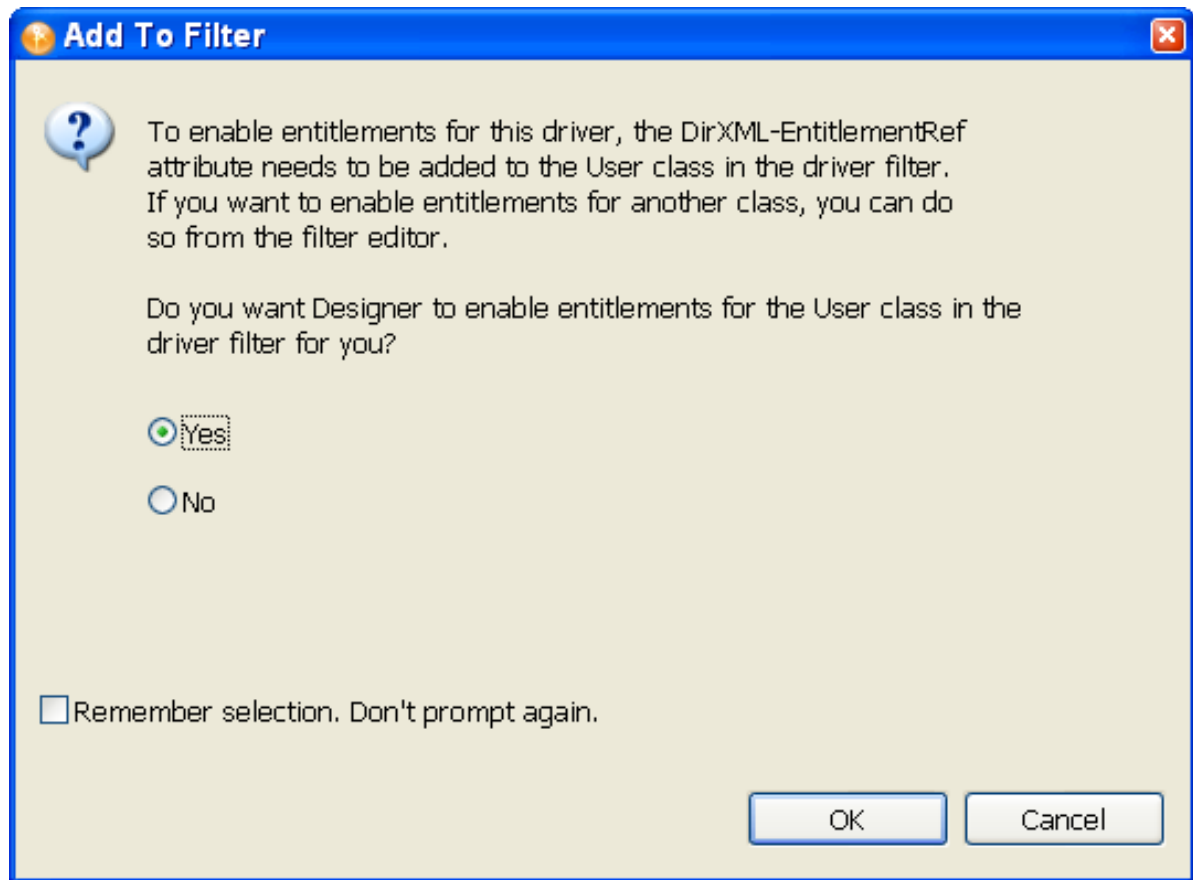 Add To Filter
To enable entitlements for this driver, the DirXML-EntitlementRef
attribute needs to be added to the User class in the driver filter.
If you want to enable entitlements for another class, you can do
so from the filter editor.
Do you want Designer to enable entitlements for the User class in the
driver filter for you?
Yes
No
Remember selection. Don't prompt again.
OK
Cancel